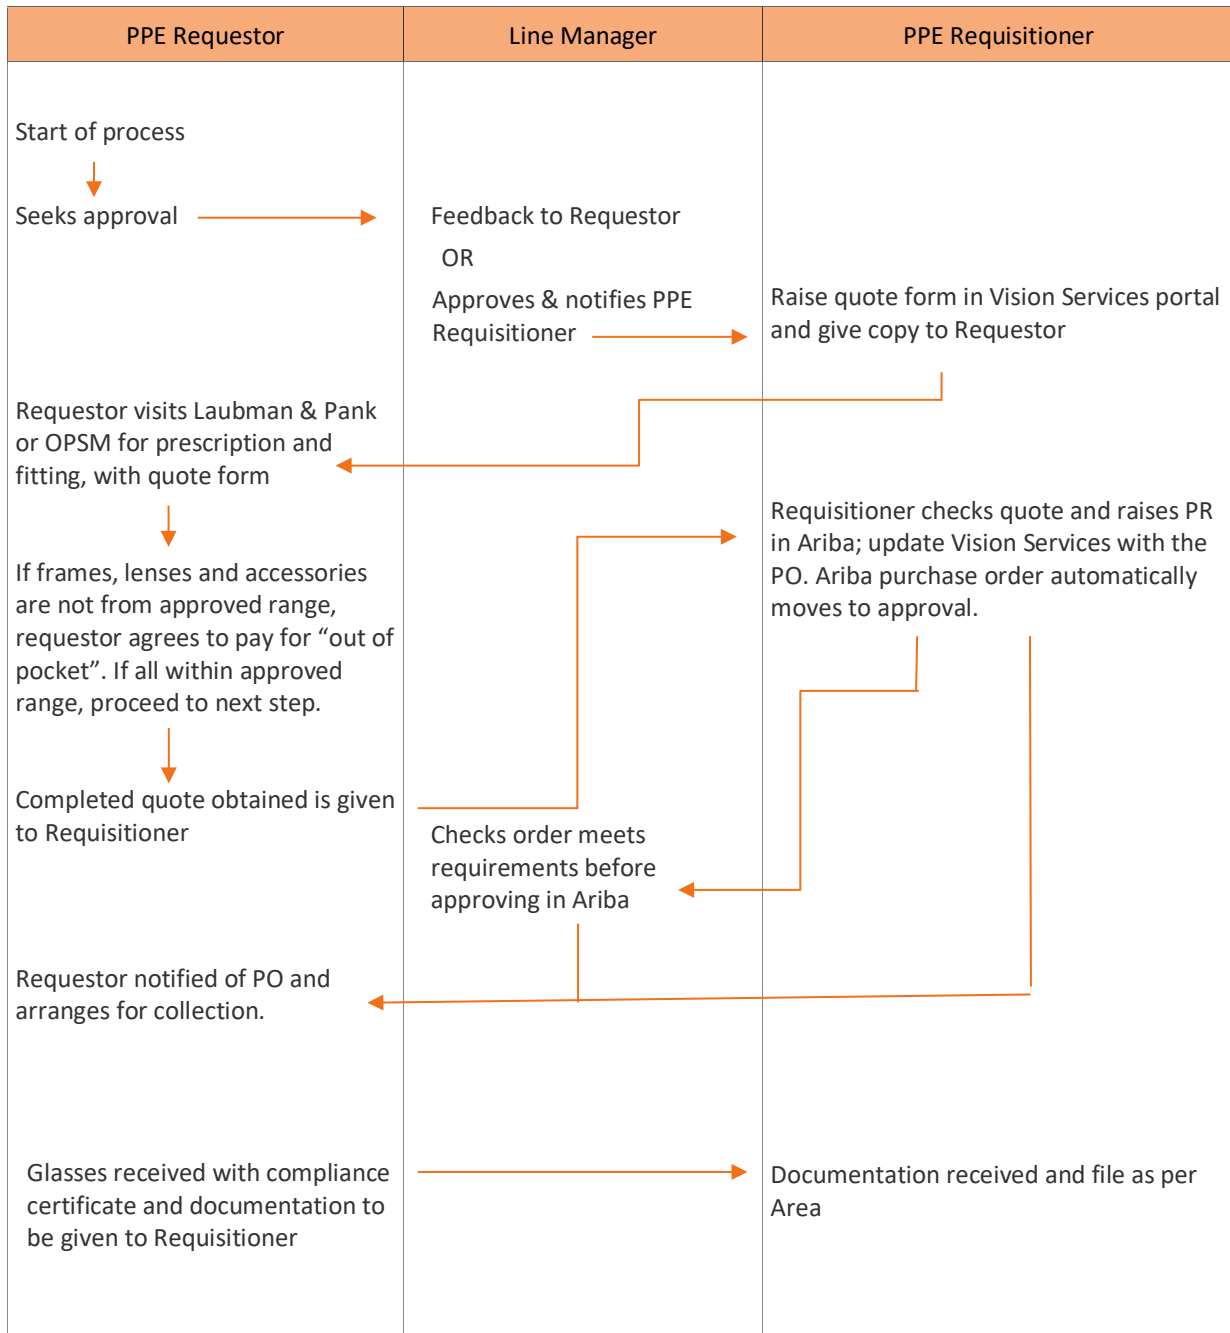 PPE Requestor
Line Manager
PPE Requisitioner
Start of process
Seeks approval
Feedback to Requestor
OR
Approves & notifies PPE
Requisitioner
Raise quote form in Vision Services portal
and give copy to Requestor
Requestor visits Laubman & Pank
or OPSM for prescription and
fitting, with quote form
If frames, lenses and accessories
are not from approved range,
requestor agrees to pay for “out of
pocket”. If all within approved
range, proceed to next step.
Completed quote obtained is given
to Requisitioner
Requisitioner checks quote and raises PR
in Ariba; update Vision Services with the
PO. Ariba purchase order automatically
moves to approval.
Checks order meets
requirements before
approving in Ariba
Requestor notified of PO and
arranges for collection.
Glasses received with compliance
certificate and documentation to
be given to Requisitioner
Documentation received and file as per
Area